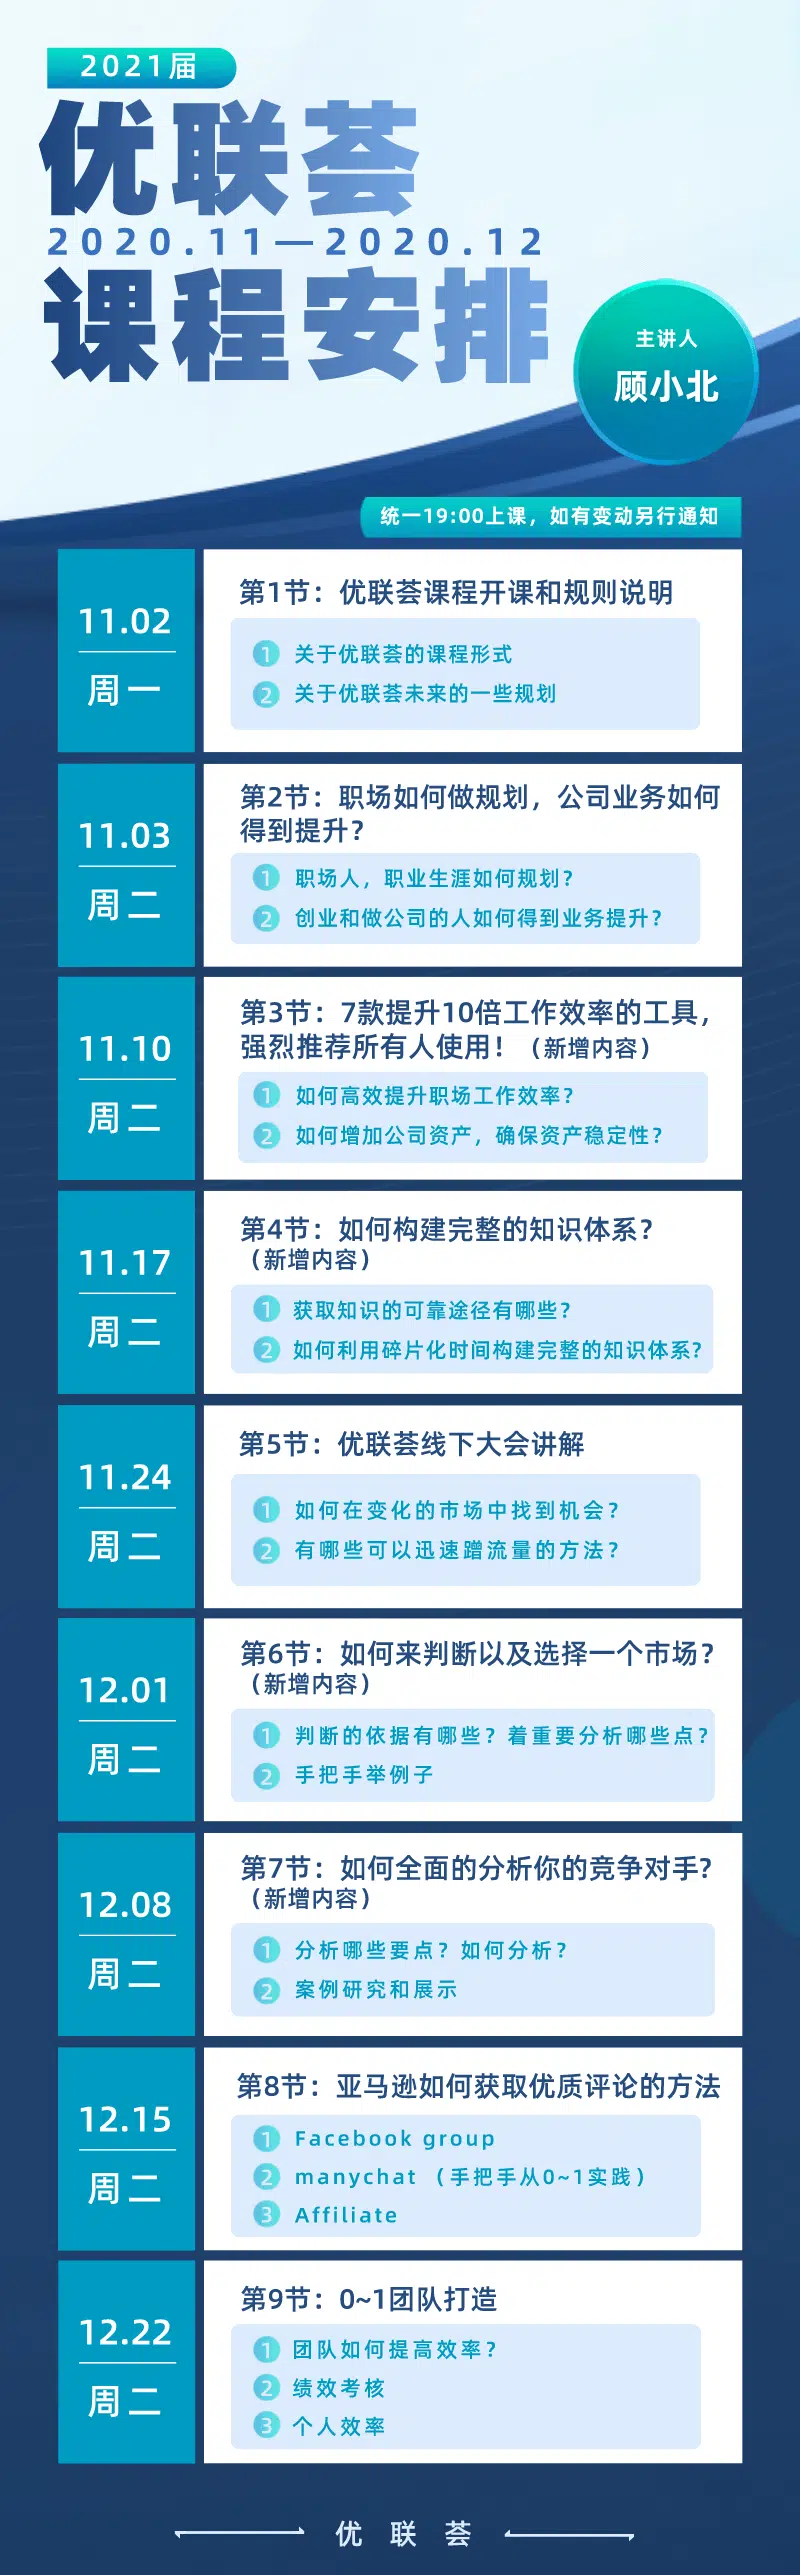 2021届
优联荟
2020.11—2020.12
课程安排
主讲人
顾小北
统一19:00上课，如有变动另行通知
11.02
周一
第1节：优联荟课程开课和规则说明
1 关于优联荟的课程形式
2 关于优联荟未来的一些规划
11.03
周二
第2节：职场如何做规划，公司业务如何
得到提升？
1 职场人，职业生涯如何规划？
2 创业和做公司的人如何得到业务提升？
11.10
周二
第3节：7款提升10倍工作效率的工具，
强烈推荐所有人使用！（新增内容）
1 如何高效提升职场工作效率？
2 如何增加公司资产，确保资产稳定性？
11.17
周二
第4节：如何构建完整的知识体系？
（新增内容）
1 获取知识的可靠途径有哪些？
2 如何利用碎片化时间构建完整的知识体系？
11.24
周二
第5节：优联荟线下大会讲解
1 如何在变化的市场中找到机会？
2 有哪些可以迅速蹭流量的方法？
12.01
周二
第6节：如何来判断以及选择一个市场？
（新增内容）
1 判断的依据有哪些？着重要分析哪些点？
2 手把手举例子
12.08
周二
第7节：如何全面的分析你的竞争对手？
（新增内容）
1 分析哪些要点？如何分析？
2 案例研究和展示
12.15
周二
第8节：亚马逊如何获取优质评论的方法
1 Facebook group
2 manychat （手把手从0~1实践）
3 Affiliate
12.22
周二
第9节：0~1团队打造
1 团队如何提高效率？
2 绩效考核
3 个人效率
优联荟